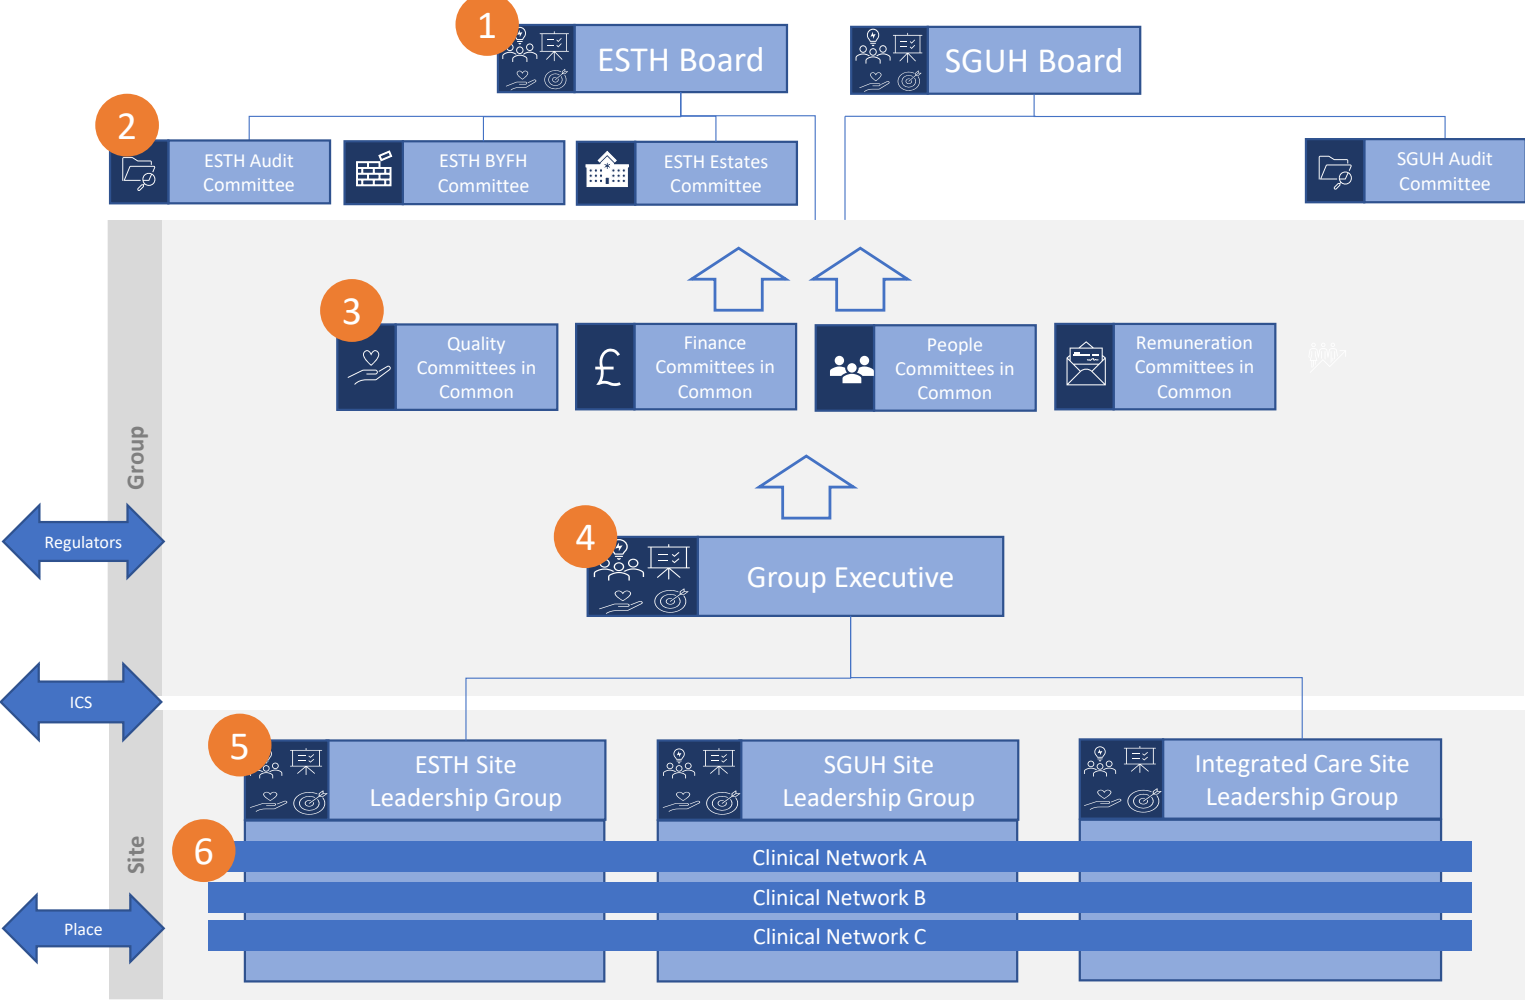 1
ESTH Board
SGUH Board
2
ESTH Audit
Committee
ESTH BYFH
Committee
ESTH Estates
Committee
SGUH Audit
Committee
3
Quality
Committees in
Common
£
Finance
Committees in
Common
People
Committees in
Common
Remuneration
Committees in
Common
Group
Regulators
4
Group Executive
ICS
5
ESTH Site
Leadership Group
SGUH Site
Leadership Group
Integrated Care Site
Leadership Group
Site
6
Clinical Network A
Clinical Network B
Clinical Network C
Place